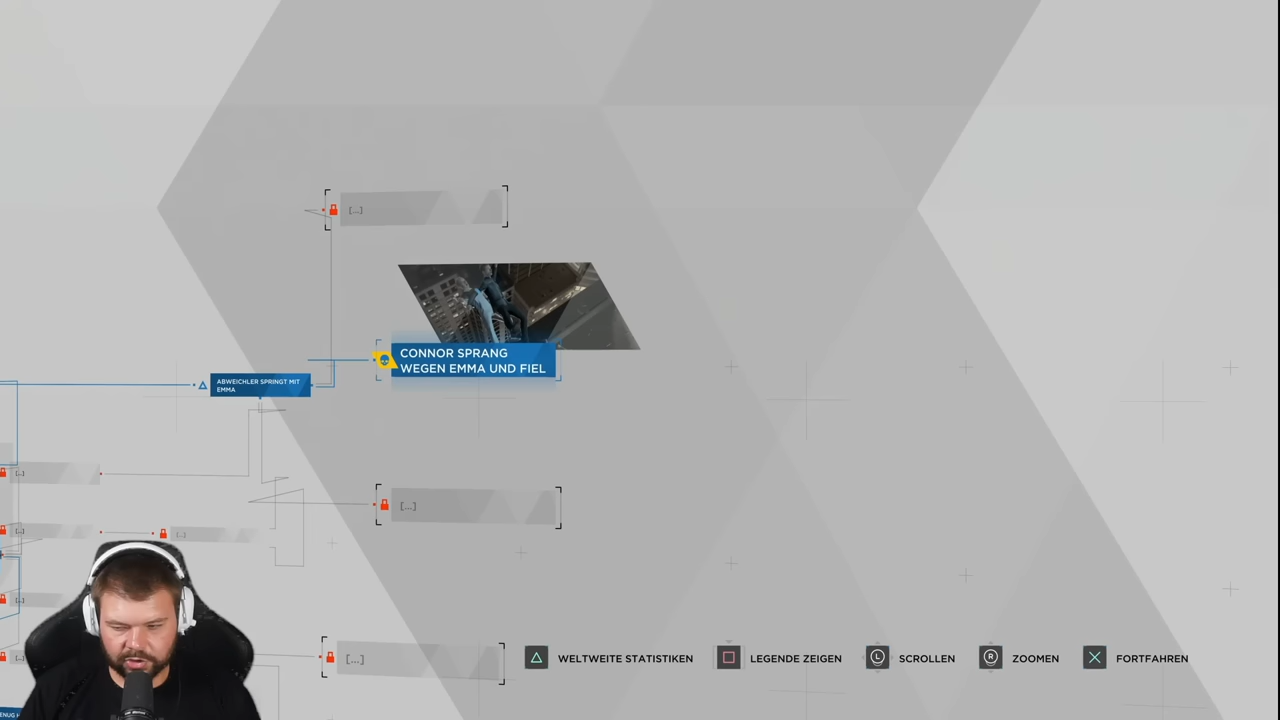 [...]
CONNOR SPRANG
WEGEN EMMA UND FIEL
ABWEICHLER SPRINGT MIT
EMMA
[...]
[...]
[...]
[...]
WELTWEITE STATISTIKEN
LEGENDE ZEIGEN
L
SCROLLEN
R
ZOOMEN
FORTFAHREN